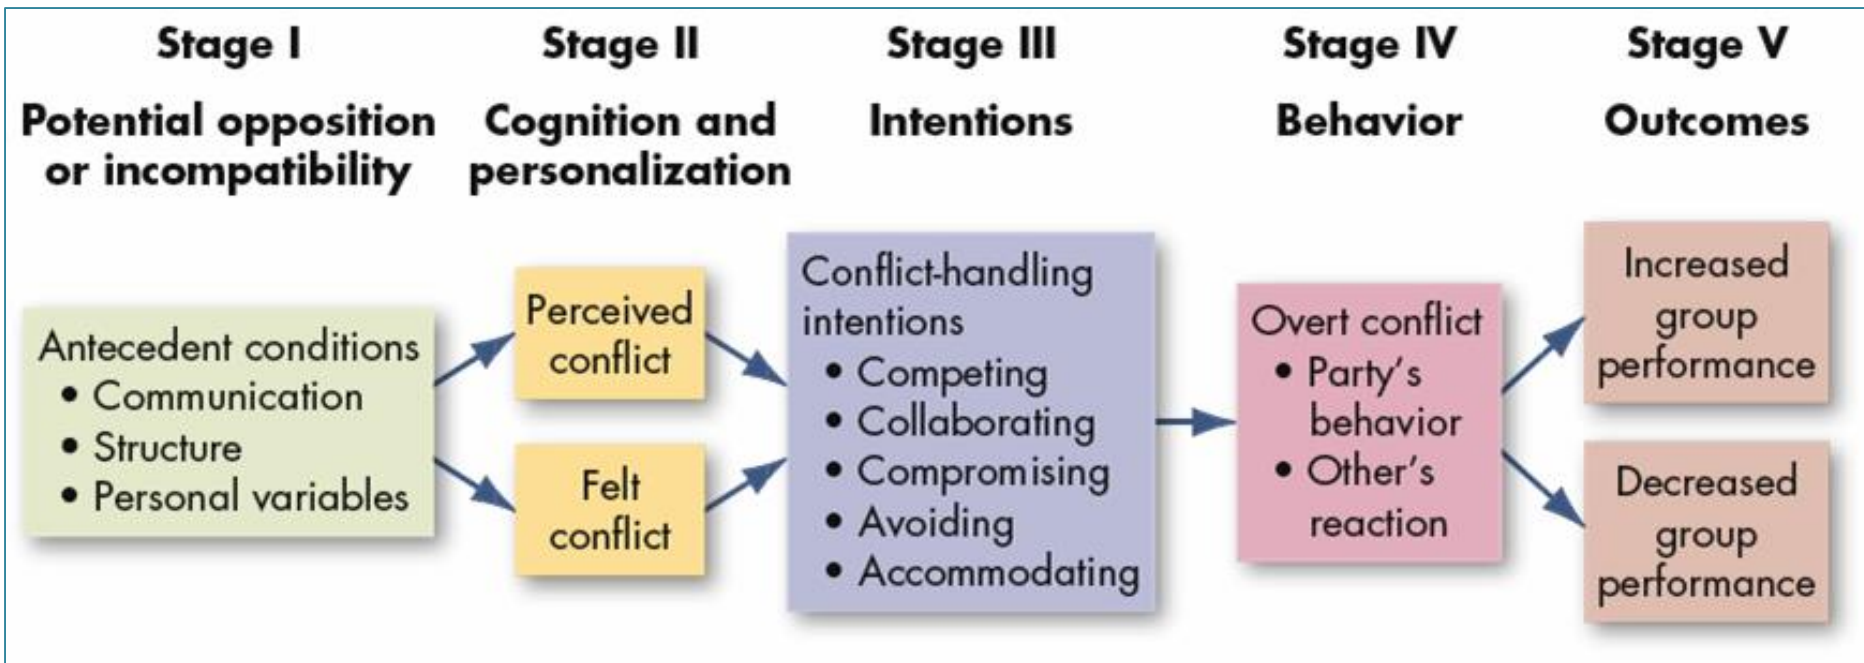 Stage I
Potential opposition
or incompatibility
Antecedent conditions
• Communication
• Structure
• Personal variables
Stage II
Cognition and
personalization
Perceived
conflict
Felt
conflict
Stage III
Intentions
Conflict-handling
intentions
• Competing
• Collaborating
• Compromising
• Avoiding
• Accommodating
Stage IV
Behavior
Overt conflict
• Party's
behavior
• Other's
reaction
Stage V
Outcomes
Increased
group
performance
Decreased
group
performance